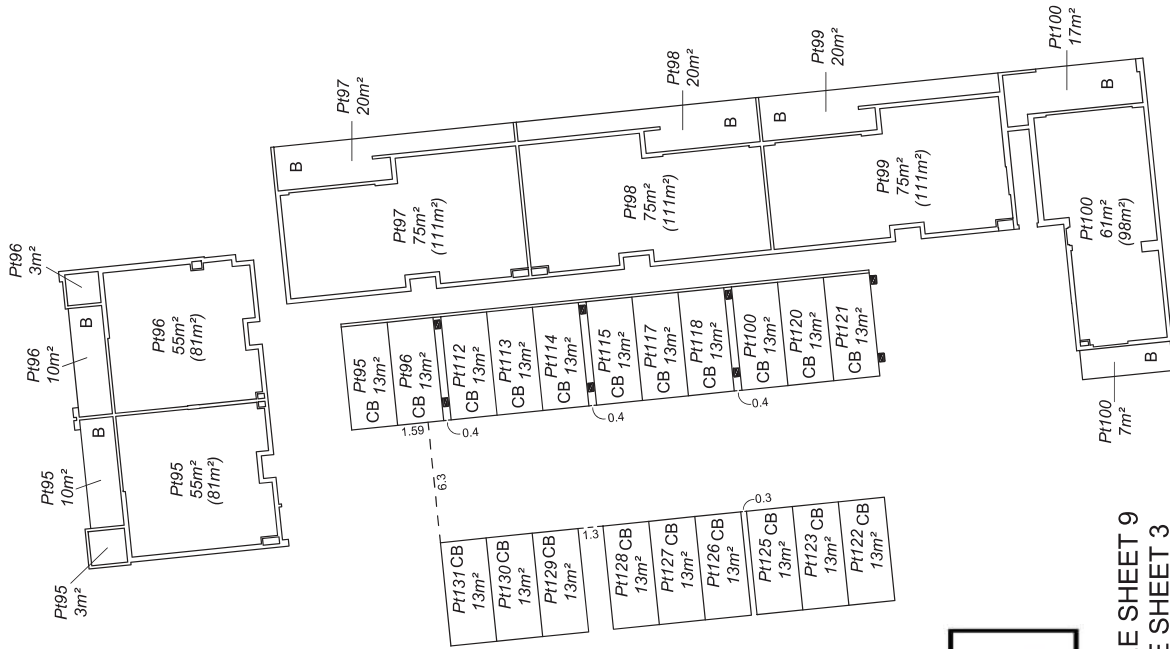 Pt96
3m²
Pt96
10m²
B
Pt96
55m²
(81m²)
Pt95
10m²
B
Pt95
55m²
(81m²)
Pt95
3m²
Pt97
20m²
B
Pt97
75m²
(111m²)
Pt98
20m²
B
Pt98
75m²
(111m²)
Pt99
20m²
B
Pt99
75m²
(111m²)
Pt100
17m²
B
Pt100
61m²
(98m²)
B
Pt100
7m²
Pt95
CB 13m²
Pt96
CB 13m²
Pt112
CB 13m²
Pt113
CB 13m²
Pt114
CB 13m²
Pt115
CB 13m²
Pt117
CB 13m²
Pt118
CB 13m²
Pt100
CB 13m²
Pt120
CB 13m²
Pt121
CB 13m²
1.59
0.4
0.4
0.4
6.3
Pt131 CB
13m²
Pt130 CB
13m²
Pt129 CB
13m²
1.3
Pt128 CB
13m²
Pt127 CB
13m²
Pt126 CB
13m²
0.3
Pt125 CB
13m²
Pt123 CB
13m²
Pt122 CB
13m²
SHEET 9
SHEET 3